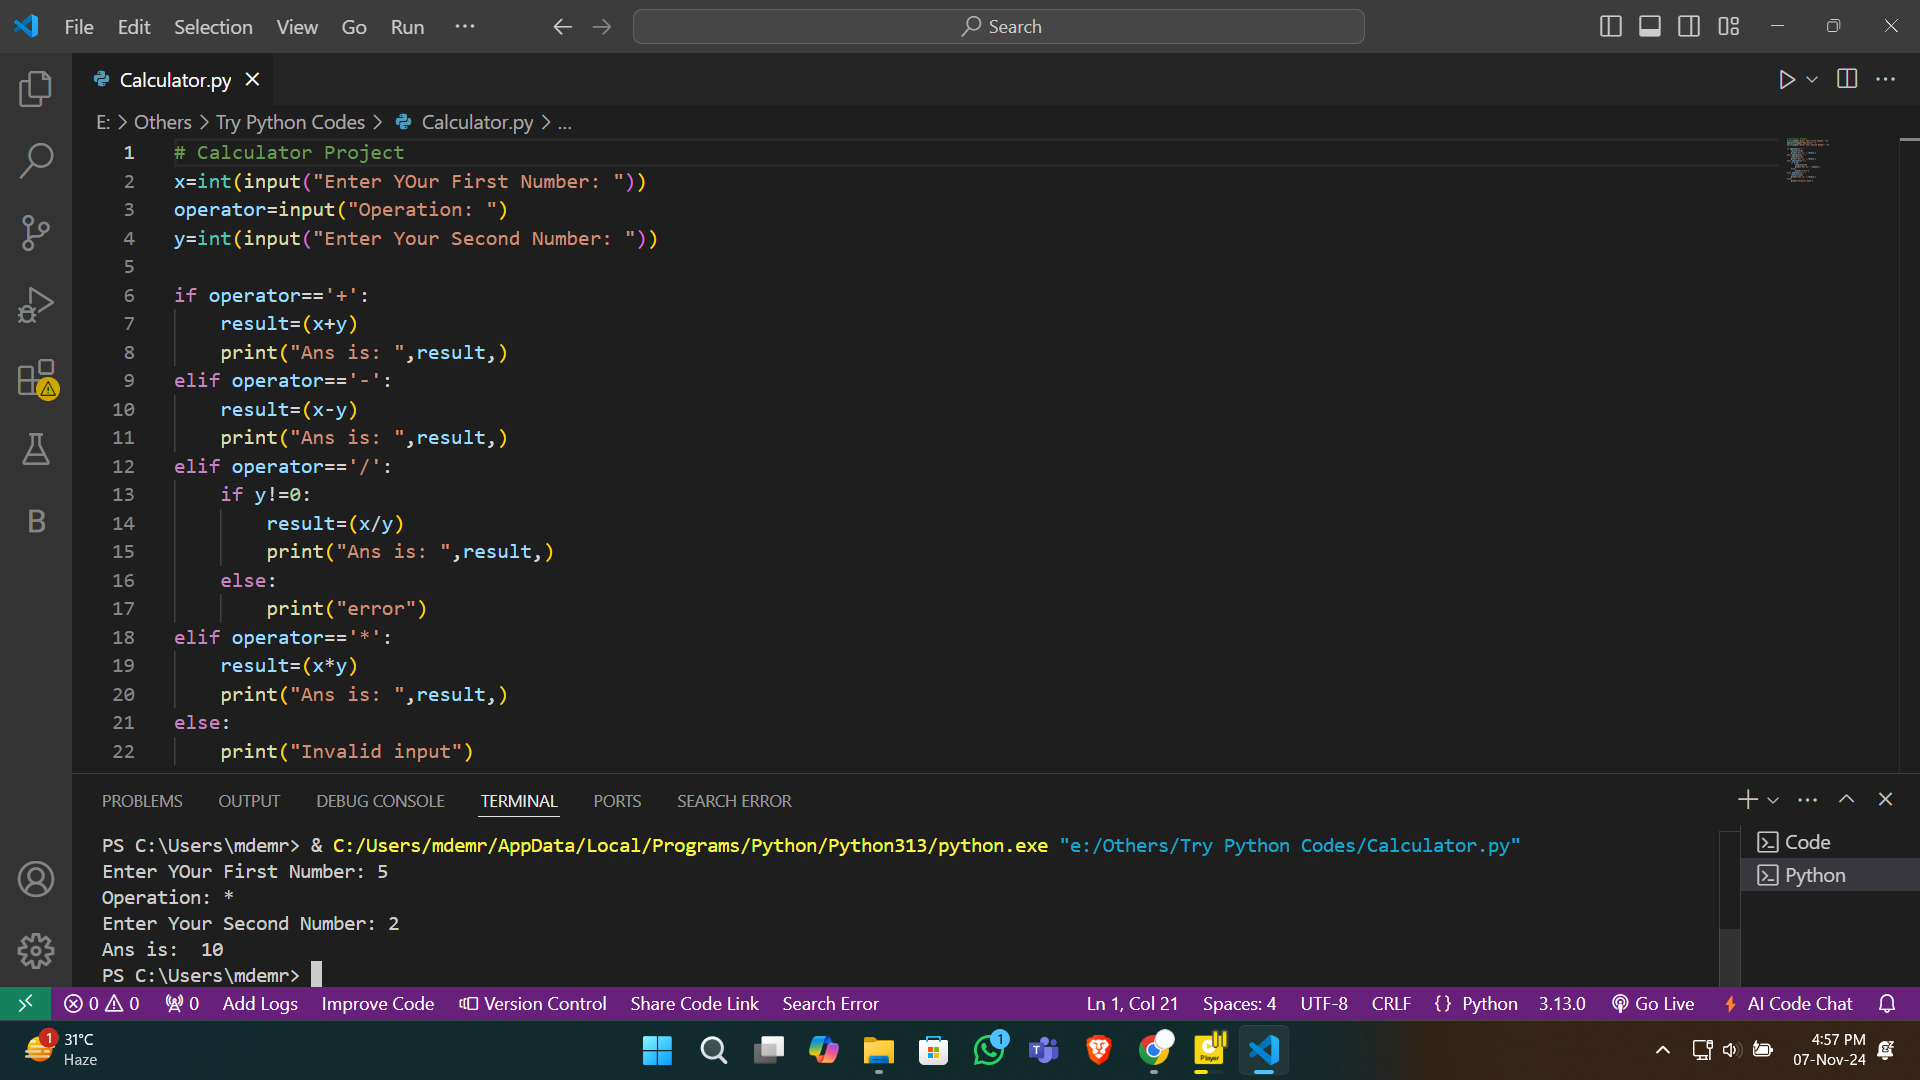 File Edit Selection View Go Run ··· Search
Calculator.py
E: > Others > Try Python Codes > Calculator.py > ...
1 # Calculator Project
2 x=int(input("Enter YOur First Number: "))
3 operator=input("Operation: ")
4 y=int(input("Enter Your Second Number: "))
5
6 if operator=='+':
7     result=(x+y)
8     print("Ans is: ",result,)
9 elif operator=='-':
10     result=(x-y)
11     print("Ans is: ",result,)
12 elif operator=='/':
13     if y!=0:
14         result=(x/y)
15         print("Ans is: ",result,)
16     else:
17         print("error")
18 elif operator=='*':
19     result=(x*y)
20     print("Ans is: ",result,)
21 else:
22     print("Invalid input")
B
PROBLEMS OUTPUT DEBUG CONSOLE TERMINAL PORTS SEARCH ERROR
PS C:\Users\mdemr> & C:/Users/mdemr/AppData/Local/Programs/Python/Python313/python.exe "e:/Others/Try Python Codes/Calculator.py"
Enter YOur First Number: 5
Operation: *
Enter Your Second Number: 2
Ans is:  10
PS C:\Users\mdemr>
Code
Python
0 0 0 Add Logs Improve Code Version Control Share Code Link Search Error Ln 1, Col 21 Spaces: 4 UTF-8 CRLF {} Python 3.13.0 Go Live AI Code Chat
1 31°C
Haze
1
Player
4:57 PM
07-Nov-24